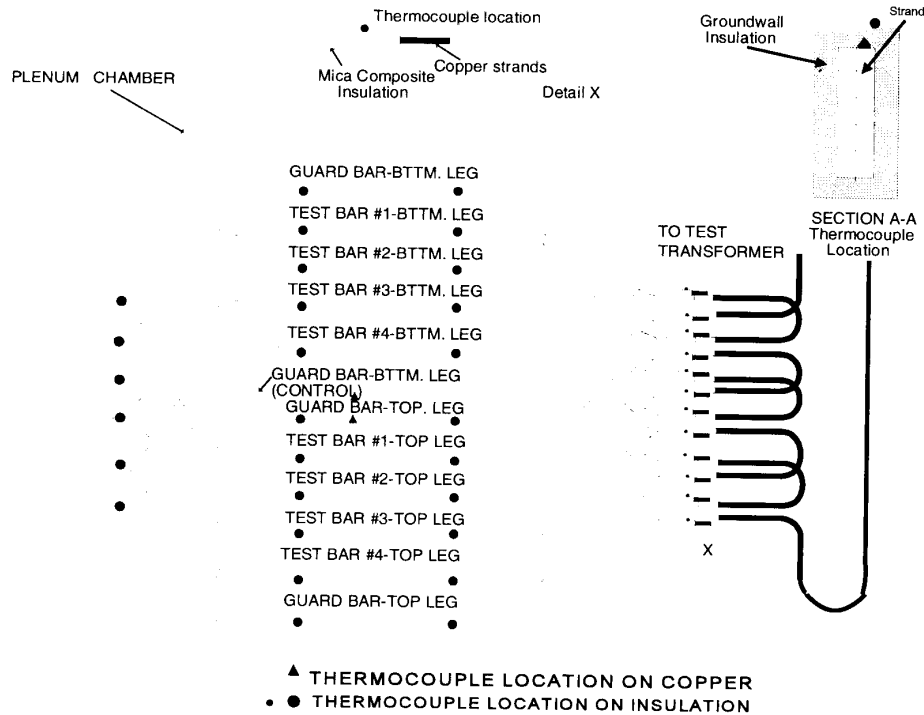 Thermocouple location
Copper strands
Mica Composite
Insulation
Detail X
PLENUM CHAMBER
Groundwall
Insulation
Strand
GUARD BAR-BTTM. LEG
TEST BAR #1-BTTM. LEG
TEST BAR #2-BTTM. LEG
TEST BAR #3-BTTM. LEG
TEST BAR #4-BTTM. LEG
GUARD BAR-BTTM. LEG
(CONTROL)
GUARD BAR-TOP. LEG
TEST BAR #1-TOP LEG
TEST BAR #2-TOP LEG
TEST BAR #3-TOP LEG
TEST BAR #4-TOP LEG
GUARD BAR-TOP LEG
TO TEST
TRANSFORMER
SECTION A-A
Thermocouple
Location
X
THERMOCOUPLE LOCATION ON COPPER
THERMOCOUPLE LOCATION ON INSULATION